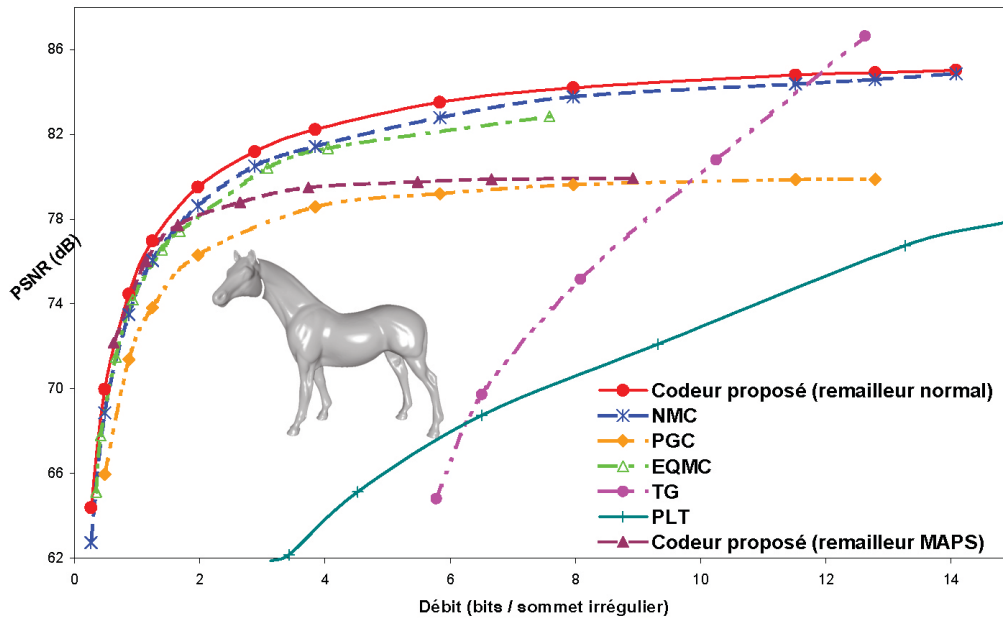 86
82
78
74
70
66
62
PSNR (dB)
0
2
4
6
8
10
12
14
Débit (bits / sommet irrégulier)
Codeur proposé (remailleur normal)
NMC
PGC
EQMC
TG
PLT
Codeur proposé (remailleur MAPS)